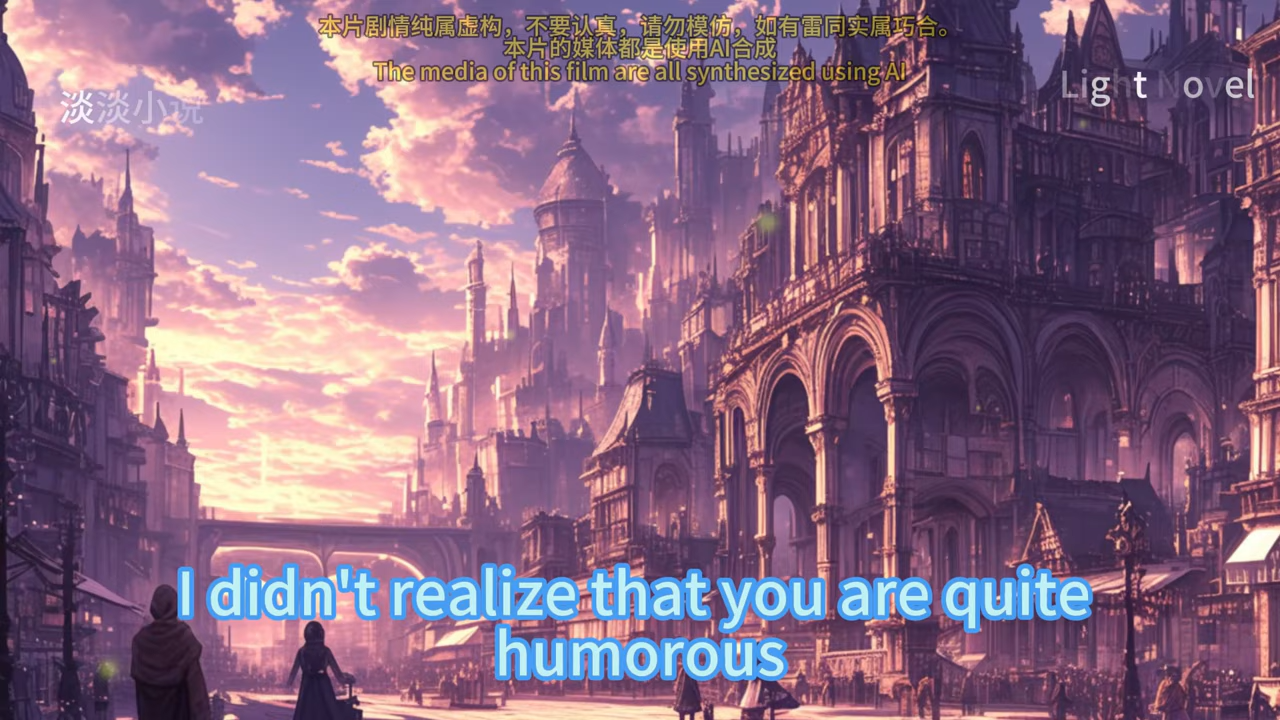 本片剧情纯属虚构，不要认真，请勿模仿，如有雷同实属巧合。
本片的媒体都是使用AI合成
The media of this film are all synthesized using AI
淡淡小说
Light Novel
I didn't realize that you are quite
humorous